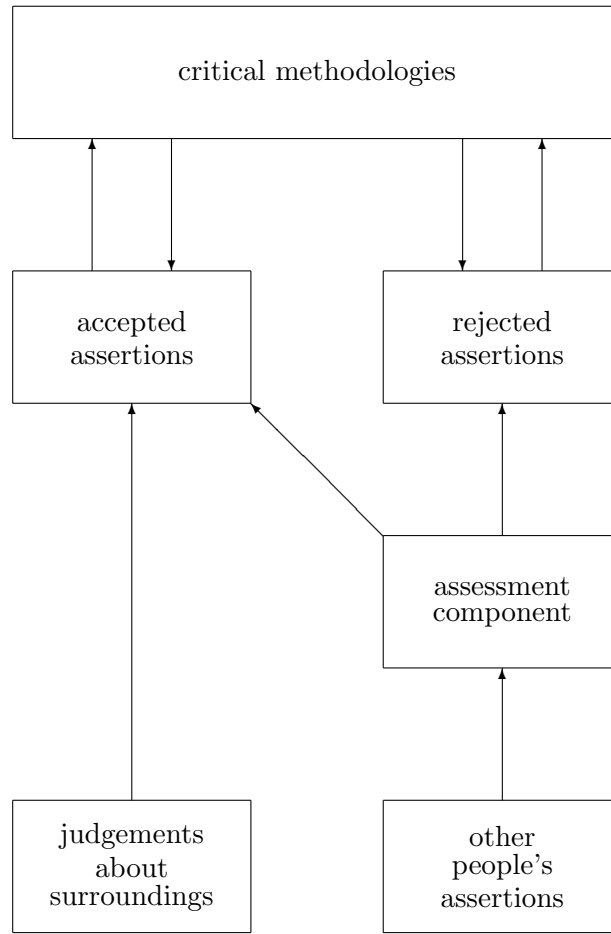 critical methodologies
accepted
assertions
rejected
assertions
assessment
component
judgements
about
surroundings
other
people's
assertions